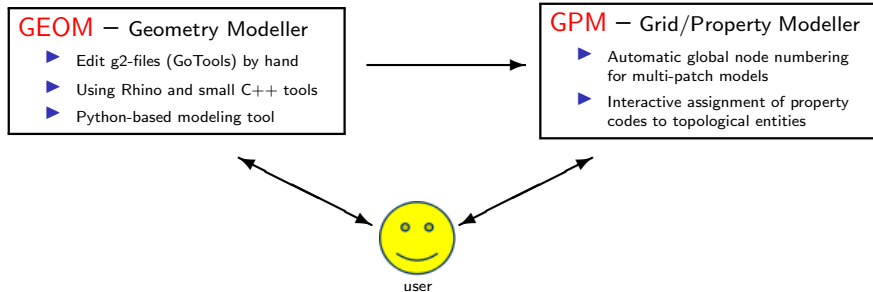 GEOM – Geometry Modeller
Edit g2-files (GoTools) by hand
Using Rhino and small C++ tools
Python-based modeling tool
GPM – Grid/Property Modeller
Automatic global node numbering
for multi-patch models
Interactive assignment of property
codes to topological entities
user